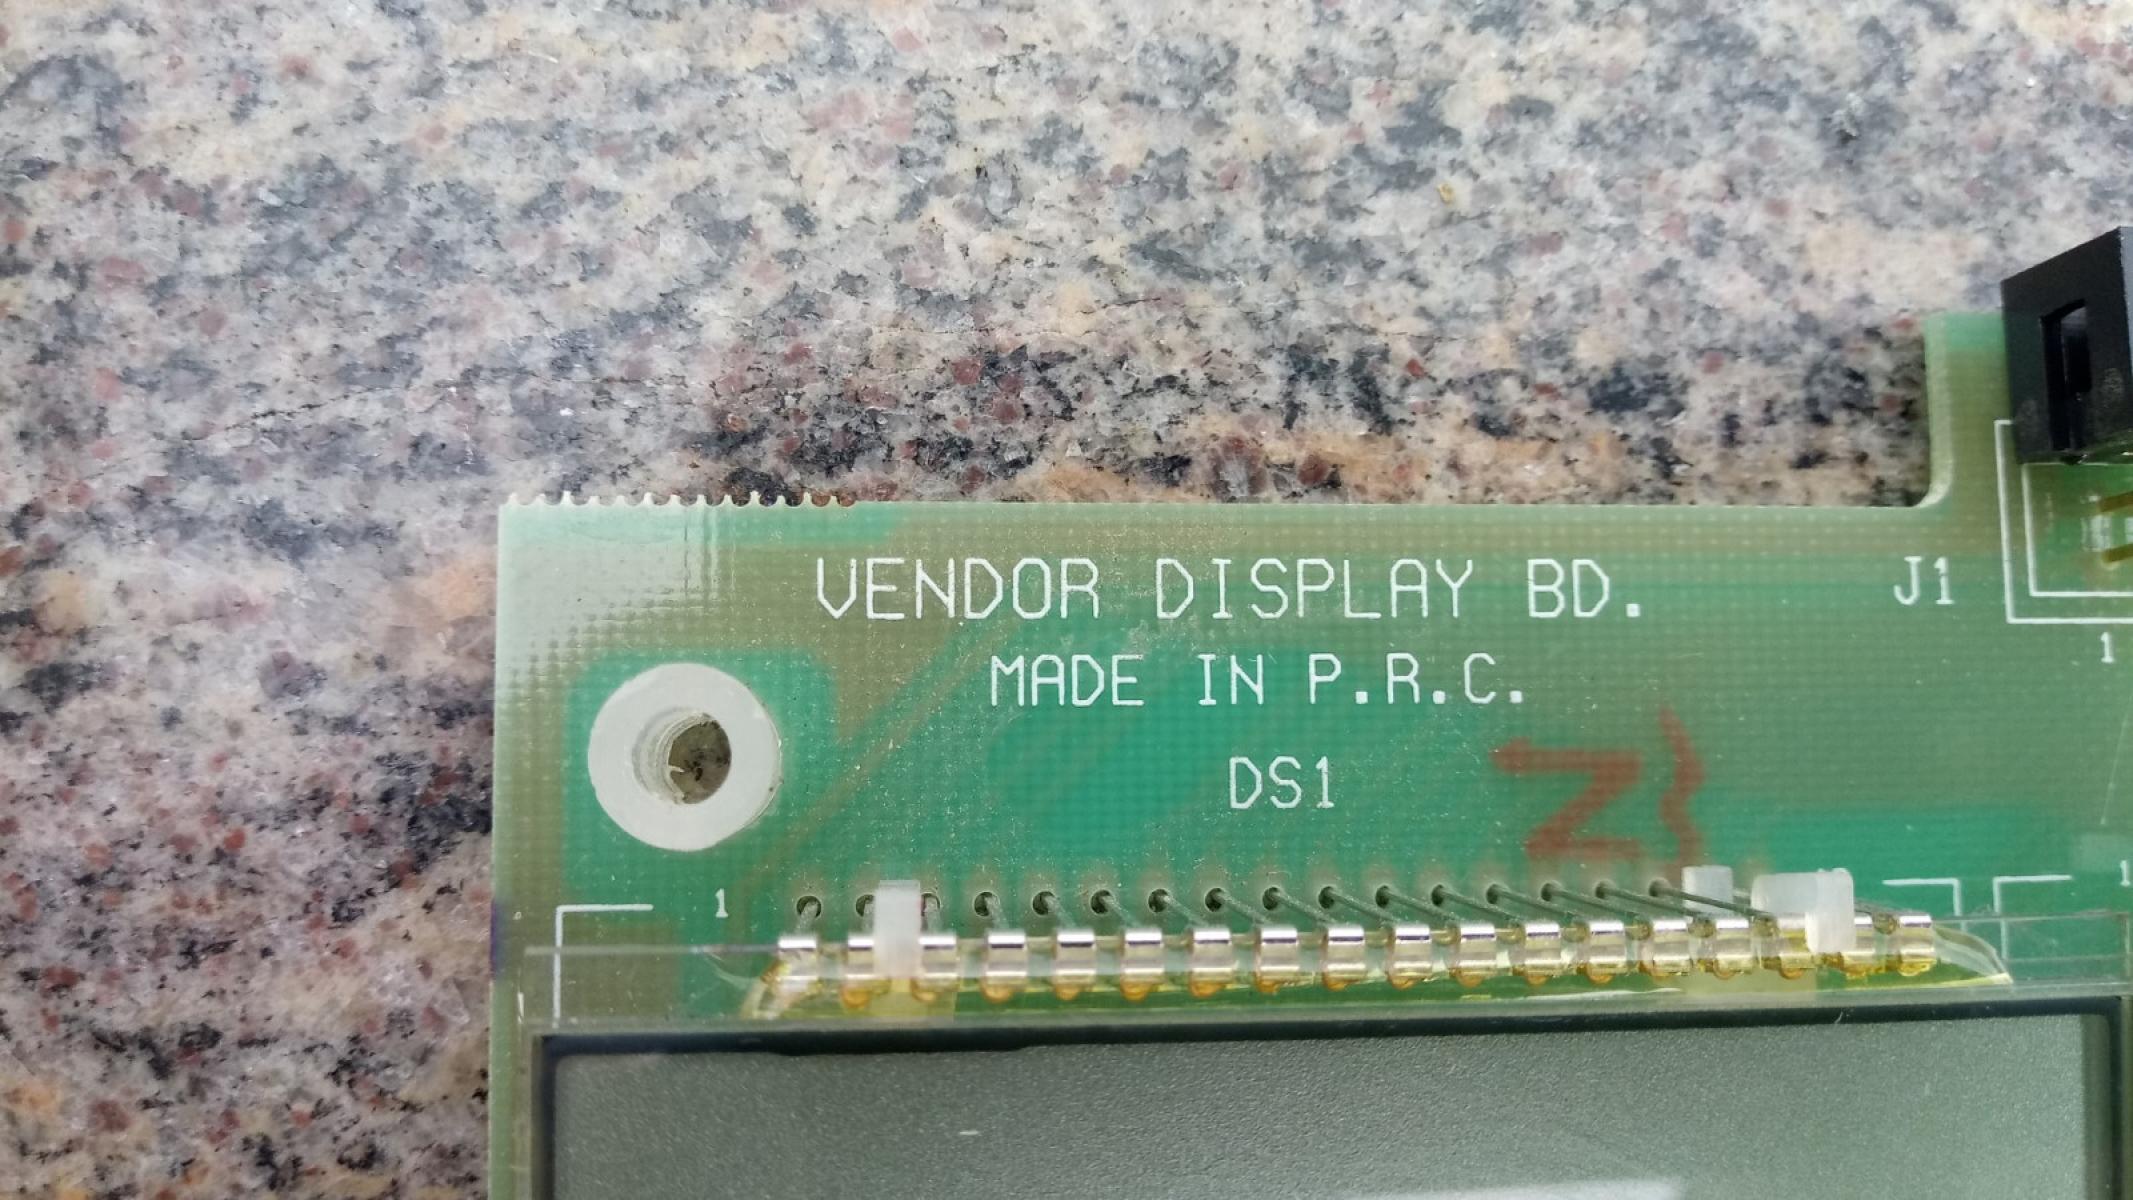 VENDOR DISPLAY BD.
MADE IN P.R.C.
J1
1
DS1
1
1